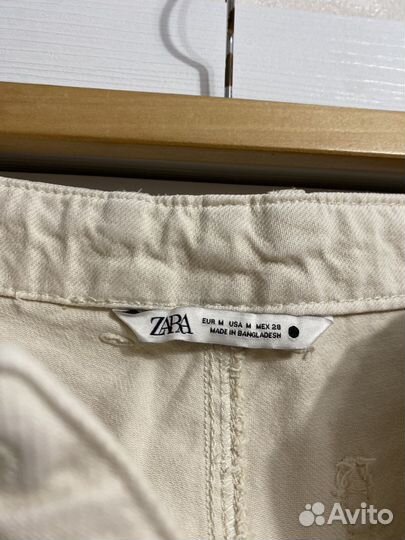 ZARA
EUR M USA M MEX 28
MADE IN BANGLADESH
Avito